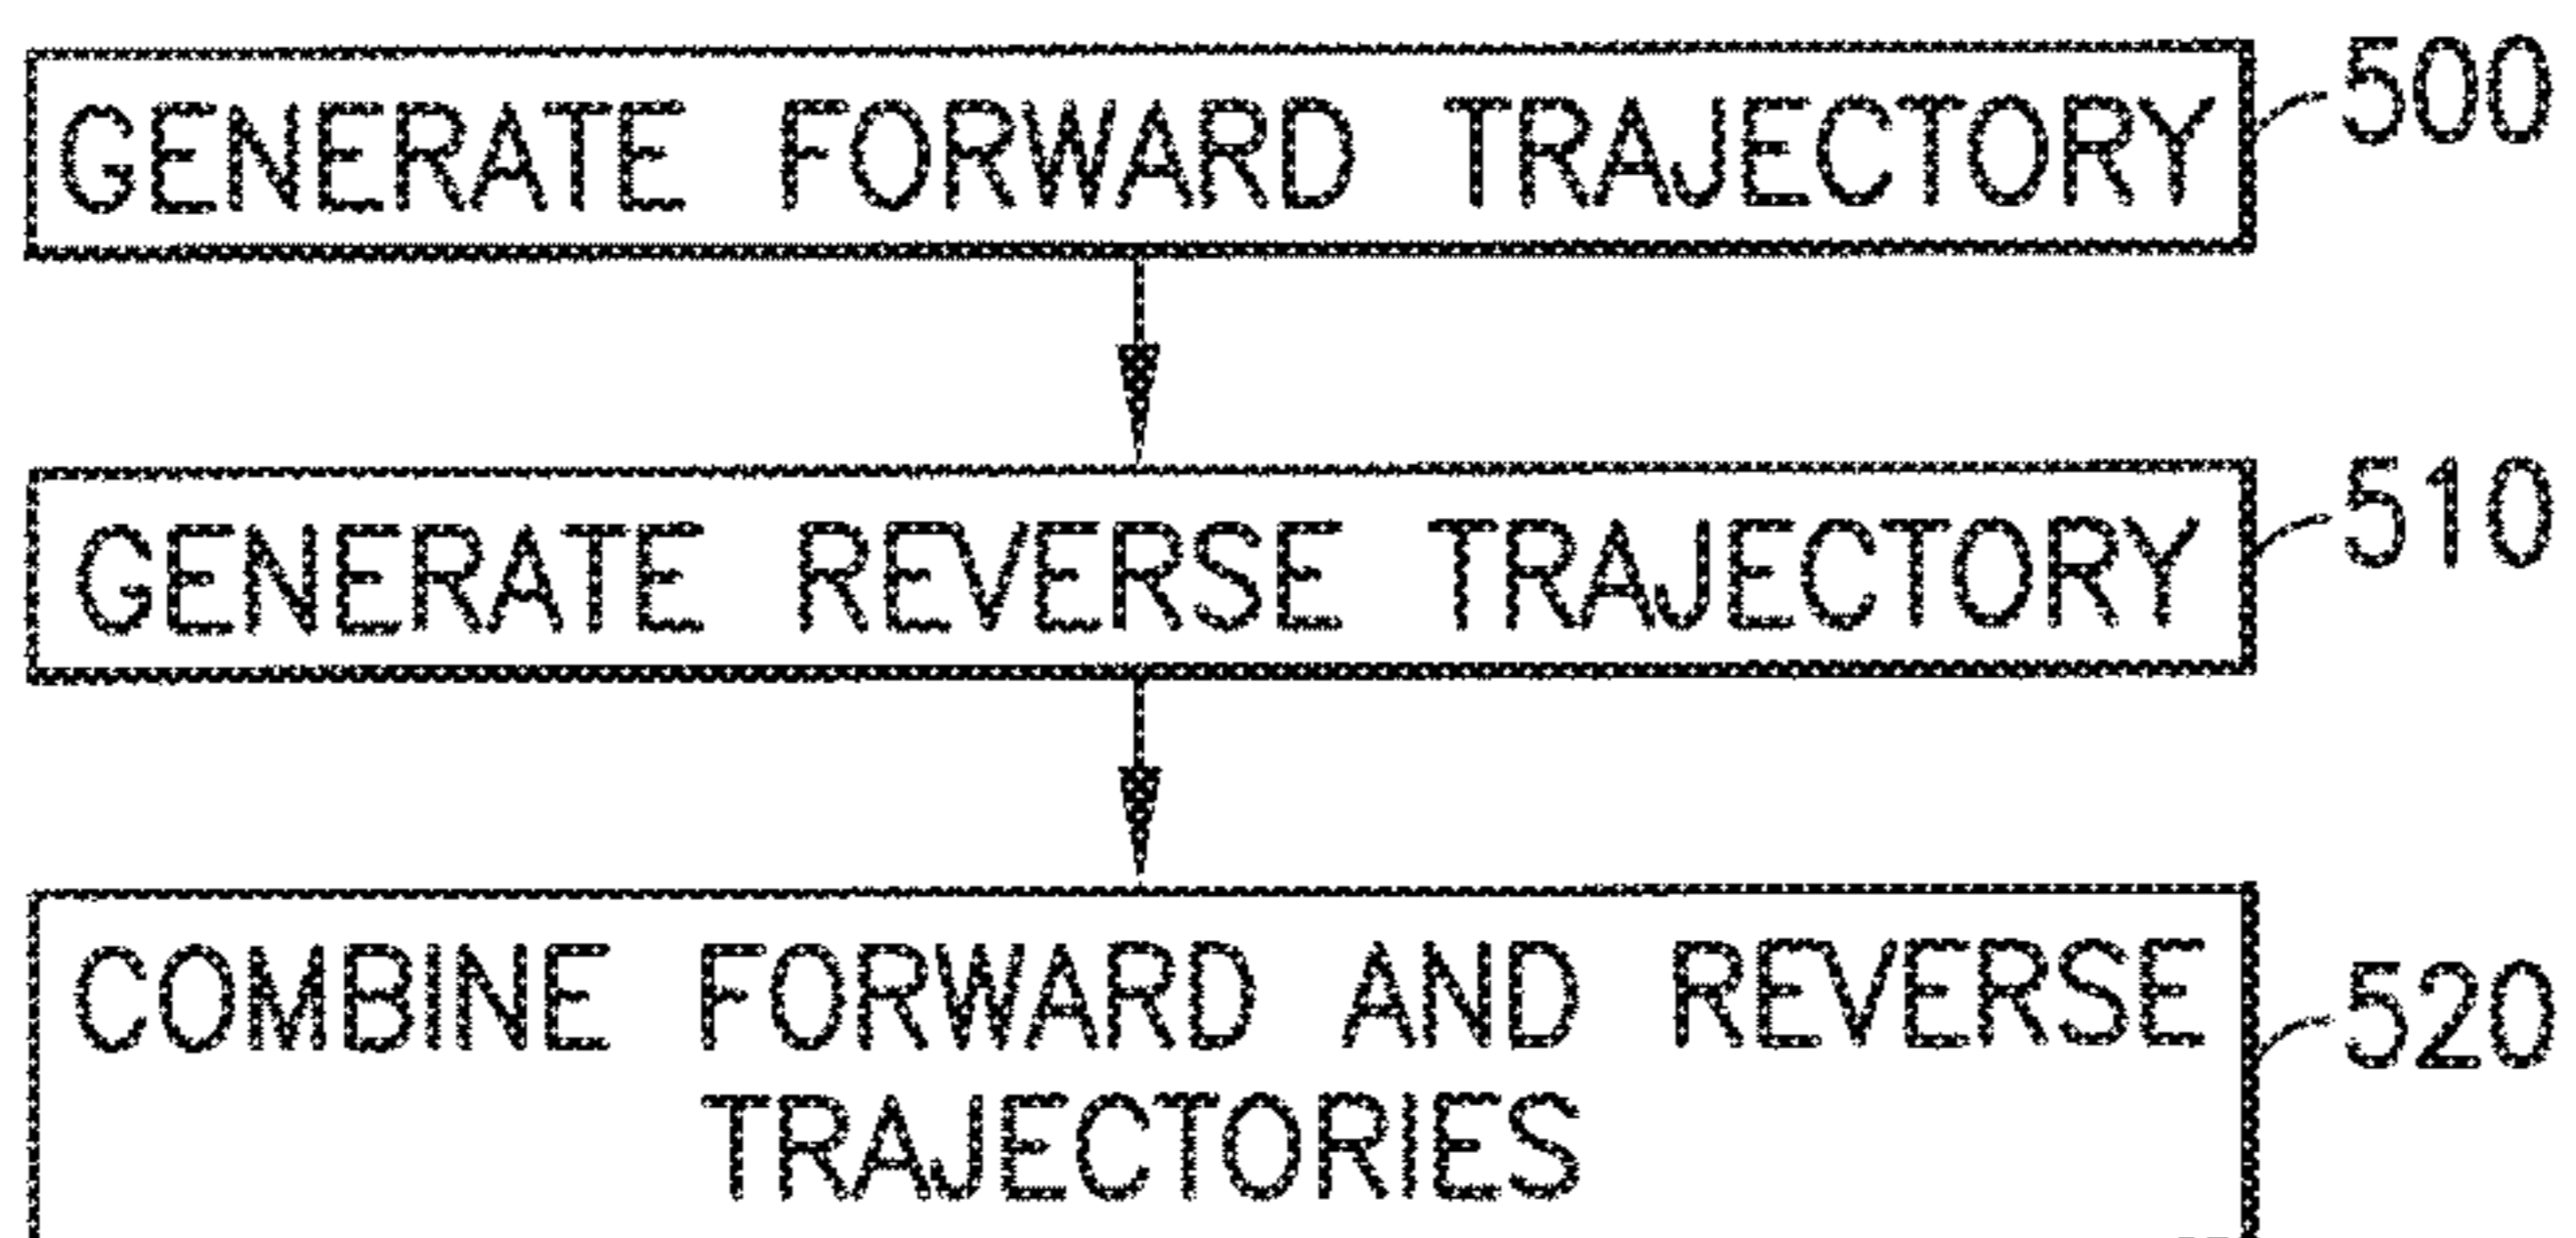 GENERATE FORWARD TRAJECTORY 500
GENERATE REVERSE TRAJECTORY 510
COMBINE FORWARD AND REVERSE 520
TRAJECTORIES